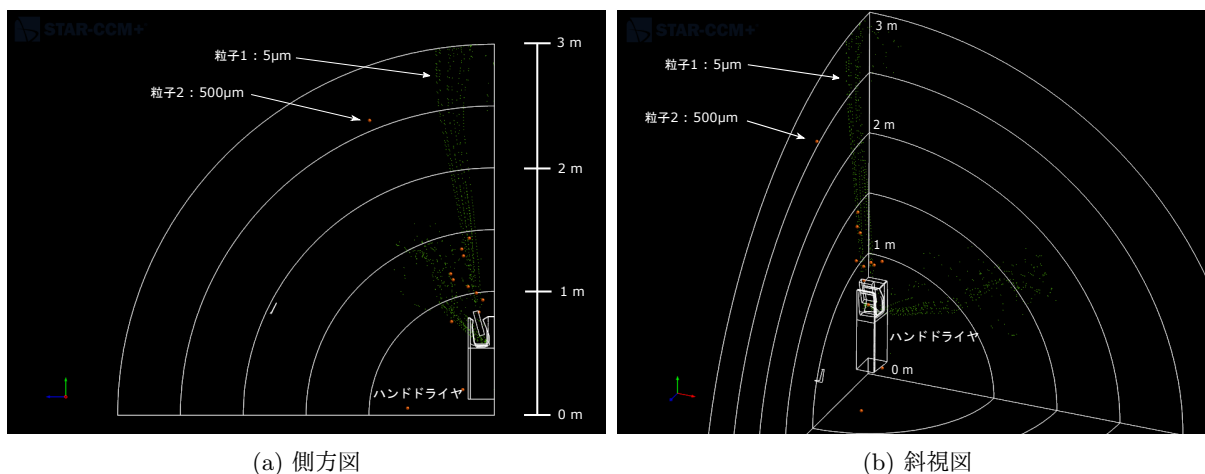 STAR-CCM+
粒子1 : 5μm
粒子2 : 500μm
3 m
2 m
1 m
0 m
ハンドドライヤ
STAR-CCM+
粒子1 : 5μm
粒子2 : 500μm
3 m
2 m
1 m
ハンドドライヤ
0 m
(a) 側方図
(b) 斜視図